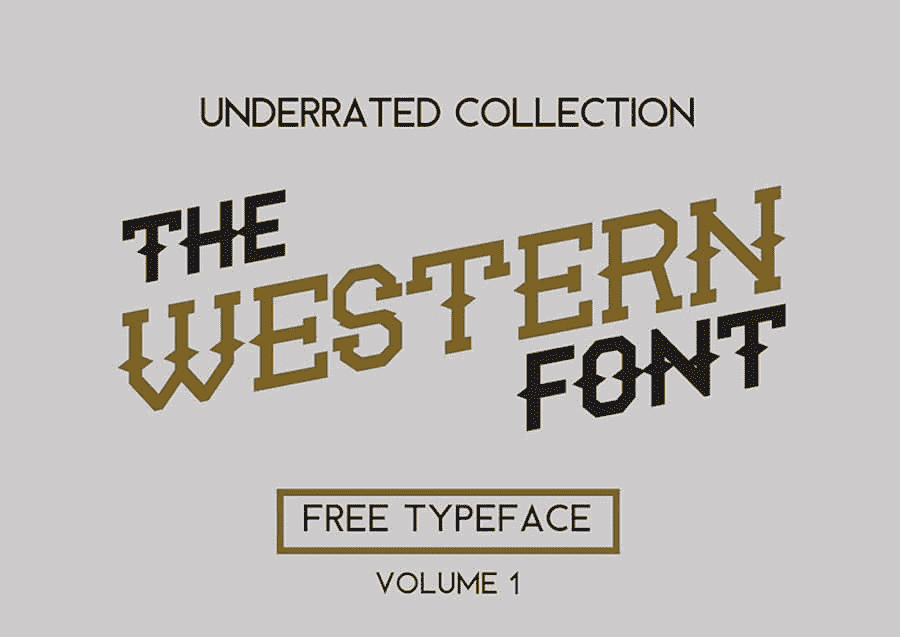 UNDERRATED COLLECTION
THE
WESTERN
FONT
FREE TYPEFACE
VOLUME 1